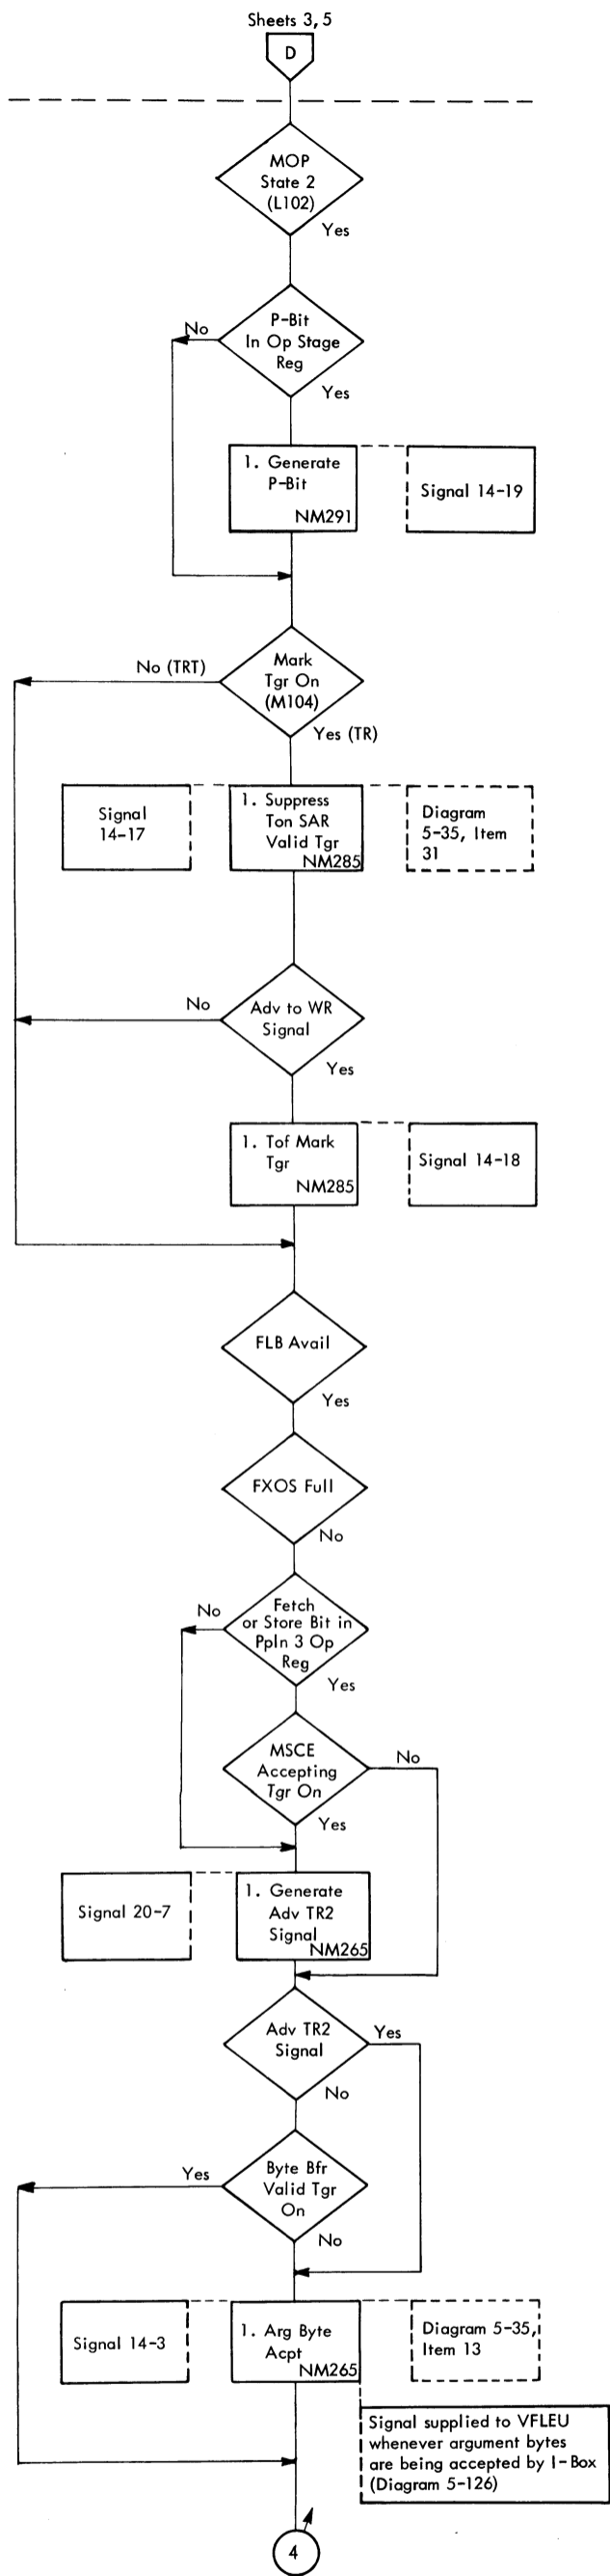 Sheets 3, 5
D
MOP
State 2
(L102)
Yes
P-Bit
In Op Stage
Reg
No
Yes
1. Generate
P-Bit
NM291
Signal 14-19
Mark
Tgr On
(M104)
No (TRT)
Yes (TR)
Signal
14-17
1. Suppress
Ton SAR
Valid Tgr
NM285
Diagram
5-35, Item
31
Adv to WR
Signal
No
Yes
1. Tof Mark
Tgr
NM285
Signal 14-18
FLB Avail
Yes
FXOS Full
No
Fetch
or Store Bit in
Ppln 3 Op
Reg
No
Yes
MSCE
Accepting
Tgr On
No
Yes
Signal 20-7
1. Generate
Adv TR2
Signal
NM265
Adv TR2
Signal
Yes
No
Byte Bfr
Valid Tgr
On
Yes
No
Signal 14-3
1. Arg Byte
Acpt
NM265
Diagram 5-35,
Item 13
Signal supplied to VFLEU
whenever argument bytes
are being accepted by I-Box
(Diagram 5-126)
4